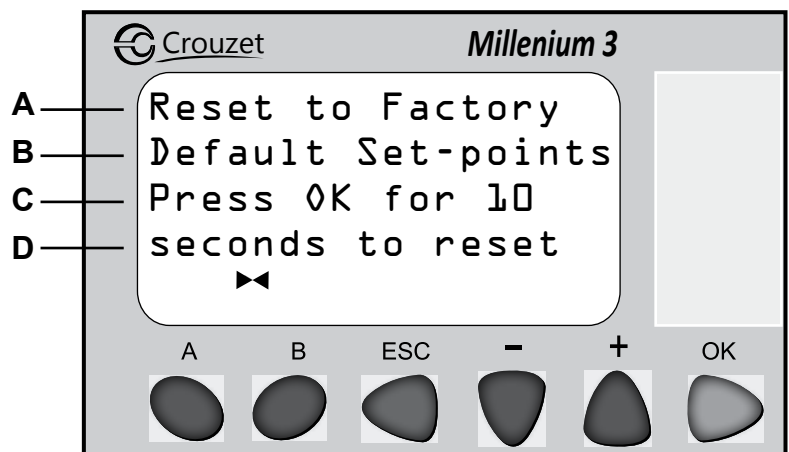 Crouzet Millenium 3
A Reset to Factory
B Default Set-points
C Press OK for 10
D seconds to reset
A B ESC - + OK